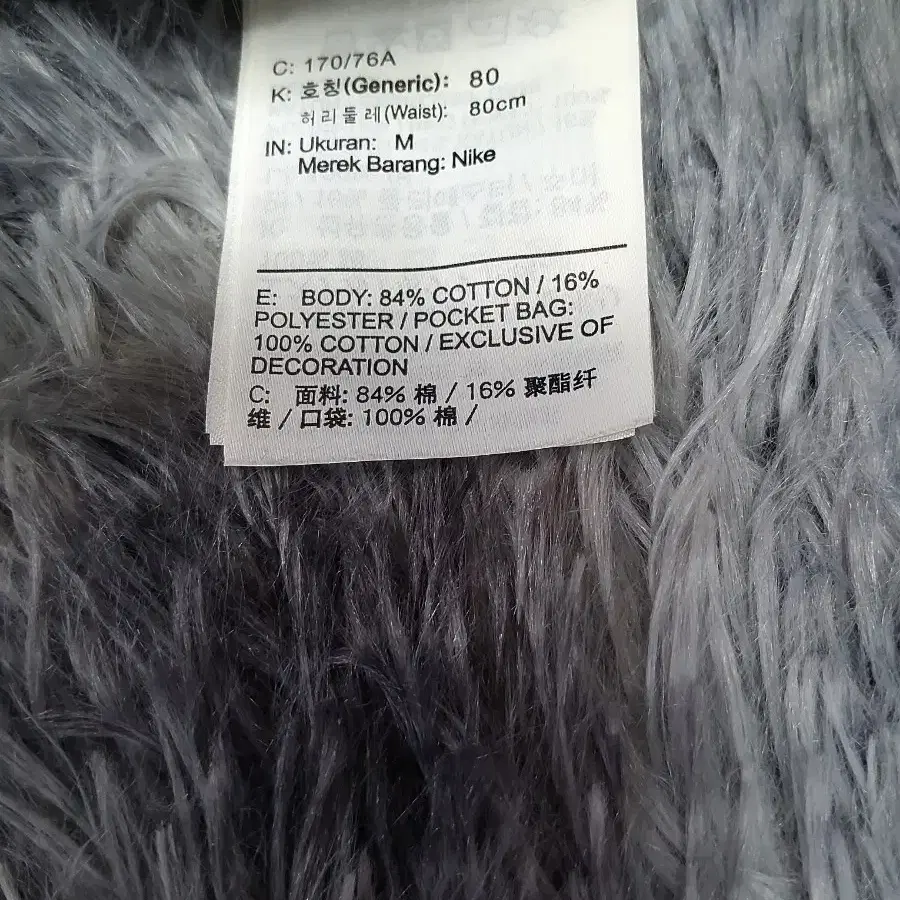 C: 170/76A
K: 호칭(Generic): 80
허리둘레(Waist): 80cm
IN: Ukuran: M
Merek Barang: Nike
E: BODY: 84% COTTON / 16%
POLYESTER / POCKET BAG:
100% COTTON / EXCLUSIVE OF
DECORATION
C: 面料: 84% 棉 / 16% 聚酯纤
维 / 口袋: 100% 棉 /